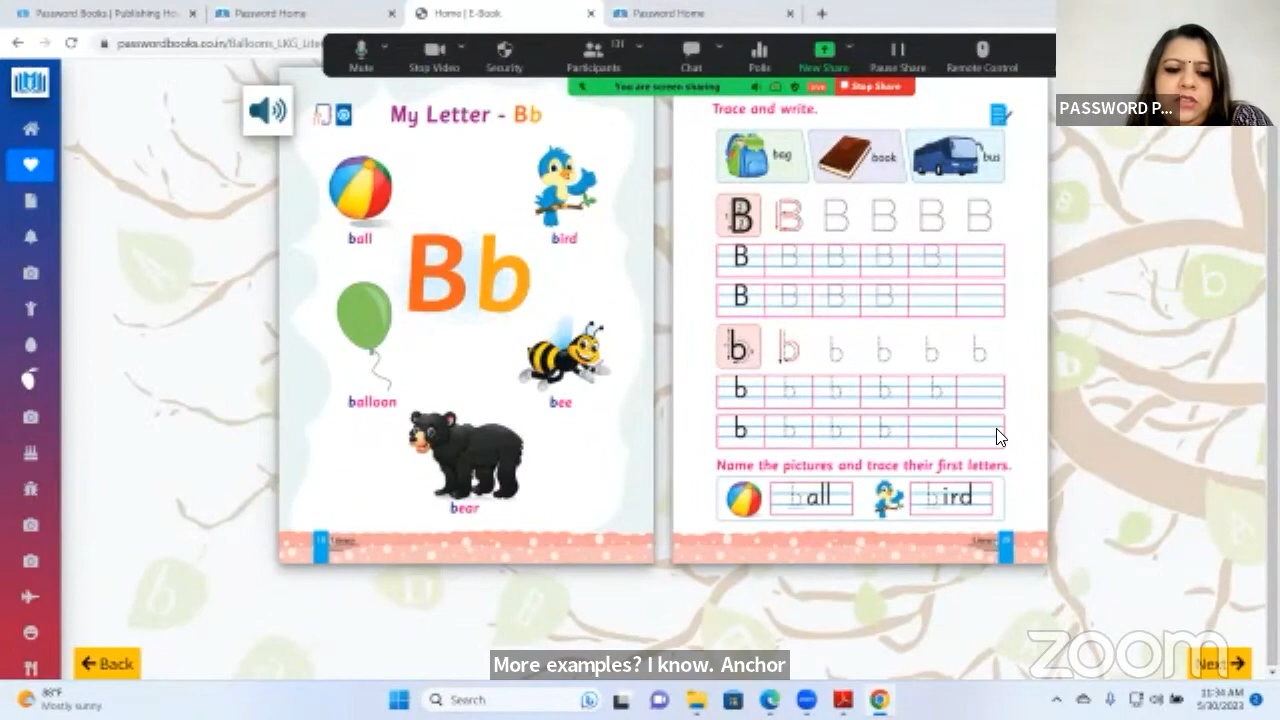 Password Books | Publishing Ho
Password Home
Home | E-Book
Password Home
passwordbooks.co.in/Balloons_LKG_Lite
Mute
Stop Video
Security
Participants
131
Chat
Polls
New Share
Pause Share
Remote Control
You are screen sharing
Stop Share
PASSWORD P...
My Letter - Bb
ball
bird
Bb
balloon
bee
bear
Trace and write.
bag
book
bus
B B B B B B
B B B B B
B B B B
b b b b b b
b b b b b
b b b b
Name the pictures and trace their first letters.
ball
bird
Back
More examples? I know. Anchor
zoom
Next
88°F
Mostly sunny
Search
11:34 AM
5/30/2023